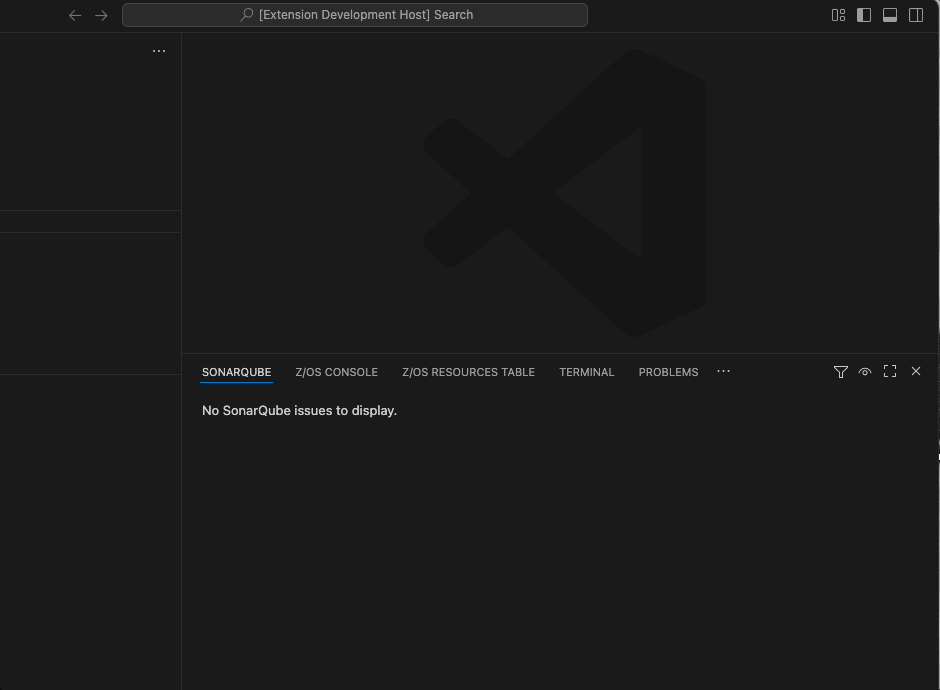 [Extension Development Host] Search
SONARQUBE Z/OS CONSOLE Z/OS RESOURCES TABLE TERMINAL PROBLEMS
No SonarQube issues to display.